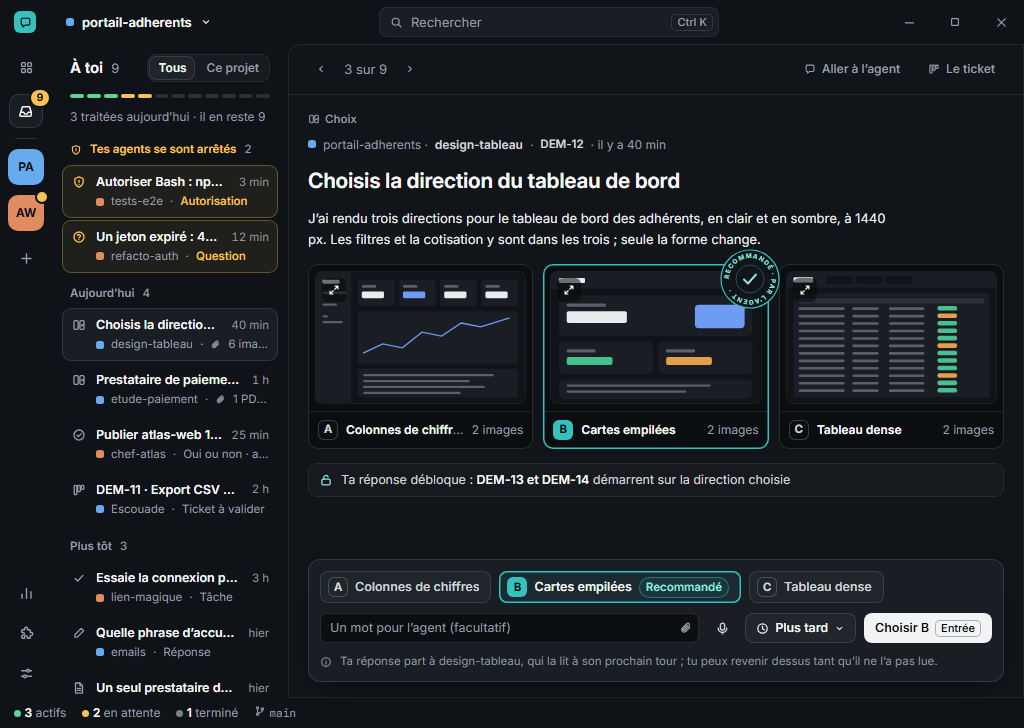 portail-adherents
Rechercher
Ctrl K
À toi 9
Tous
Ce projet
3 traitées aujourd’hui · il en reste 9
9
PA
AW
Tes agents se sont arrêtés 2
Autoriser Bash : np… 3 min
tests-e2e · Autorisation
Un jeton expiré : 4… 12 min
refacto-auth · Question
Aujourd’hui 4
Choisis la directio… 40 min
design-tableau · 6 ima…
Prestataire de paieme… 1 h
etude-paiement · 1 PD…
Publier atlas-web 1… 25 min
chef-atlas · Oui ou non · a…
DEM-11 · Export CSV … 2 h
Escouade · Ticket à valider
Plus tôt 3
Essaie la connexion p… 3 h
lien-magique · Tâche
Quelle phrase d’accu… hier
emails · Réponse
Un seul prestataire d… hier
3 sur 9
Aller à l’agent
Le ticket
Choix
portail-adherents · design-tableau · DEM-12 · il y a 40 min
Choisis la direction du tableau de bord
J’ai rendu trois directions pour le tableau de bord des adhérents, en clair et en sombre, à 1440
px. Les filtres et la cotisation y sont dans les trois ; seule la forme change.
RECOMMANDÉ · PAR L’AGENT ·
A Colonnes de chiffr… 2 images
B Cartes empilées 2 images
C Tableau dense 2 images
Ta réponse débloque : DEM-13 et DEM-14 démarrent sur la direction choisie
A Colonnes de chiffres
B Cartes empilées Recommandé
C Tableau dense
Un mot pour l’agent (facultatif)
Plus tard
Choisir B Entrée
Ta réponse part à design-tableau, qui la lit à son prochain tour ; tu peux revenir dessus tant qu’il ne l’a pas lue.
3 actifs
2 en attente
1 terminé
main